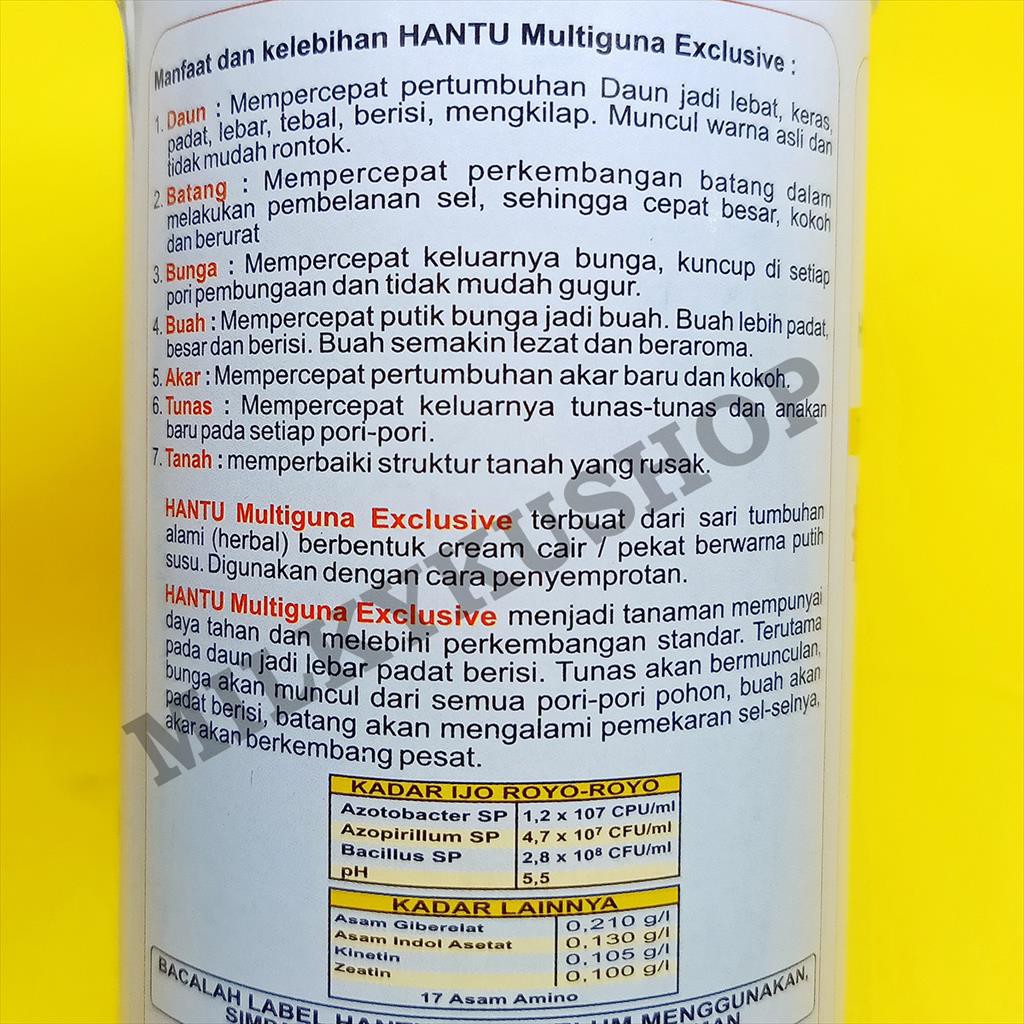 Manfaat dan kelebihan HANTU Multiguna Exclusive :
1. Daun : Mempercepat pertumbuhan Daun jadi lebat, keras,
padat, lebar, tebal, berisi, mengkilap. Muncul warna asli dan
tidak mudah rontok.
2. Batang : Mempercepat perkembangan batang dalam
melakukan pembelanan sel, sehingga cepat besar, kokoh
dan berurat
3. Bunga : Mempercepat keluarnya bunga, kuncup di setiap
pori pembungaan dan tidak mudah gugur.
4. Buah : Mempercepat putik bunga jadi buah. Buah lebih padat,
besar dan berisi. Buah semakin lezat dan beraroma.
5. Akar : Mempercepat pertumbuhan akar baru dan kokoh.
6. Tunas : Mempercepat keluarnya tunas-tunas dan anakan
baru pada setiap pori-pori.
7. Tanah : memperbaiki struktur tanah yang rusak.
HANTU Multiguna Exclusive terbuat dari sari tumbuhan
alami (herbal) berbentuk cream cair / pekat berwarna putih
susu. Digunakan dengan cara penyemprotan.
HANTU Multiguna Exclusive menjadi tanaman mempunyai
daya tahan dan melebihi perkembangan standar. Terutama
pada daun jadi lebar padat berisi. Tunas akan bermunculan,
bunga akan muncul dari semua pori-pori pohon, buah akan
padat berisi, batang akan mengalami pemekaran sel-selnya,
akar akan berkembang pesat.
MILKYKUSHOP
KADAR IJO ROYO-ROYO
Azotobacter SP 1,2 x 107 CPU/ml
Azopirillum SP 4,7 x 10⁷ CFU/ml
Bacillus SP 2,8 x 10⁸ CFU/ml
pH 5,5
KADAR LAINNYA
Asam Giberelat 0,210 g/l
Asam Indol Asetat 0,130 g/l
Kinetin 0,105 g/l
Zeatin 0,100 g/l
17 Asam Amino
BACALAH LABEL MENGGUNAKAN,